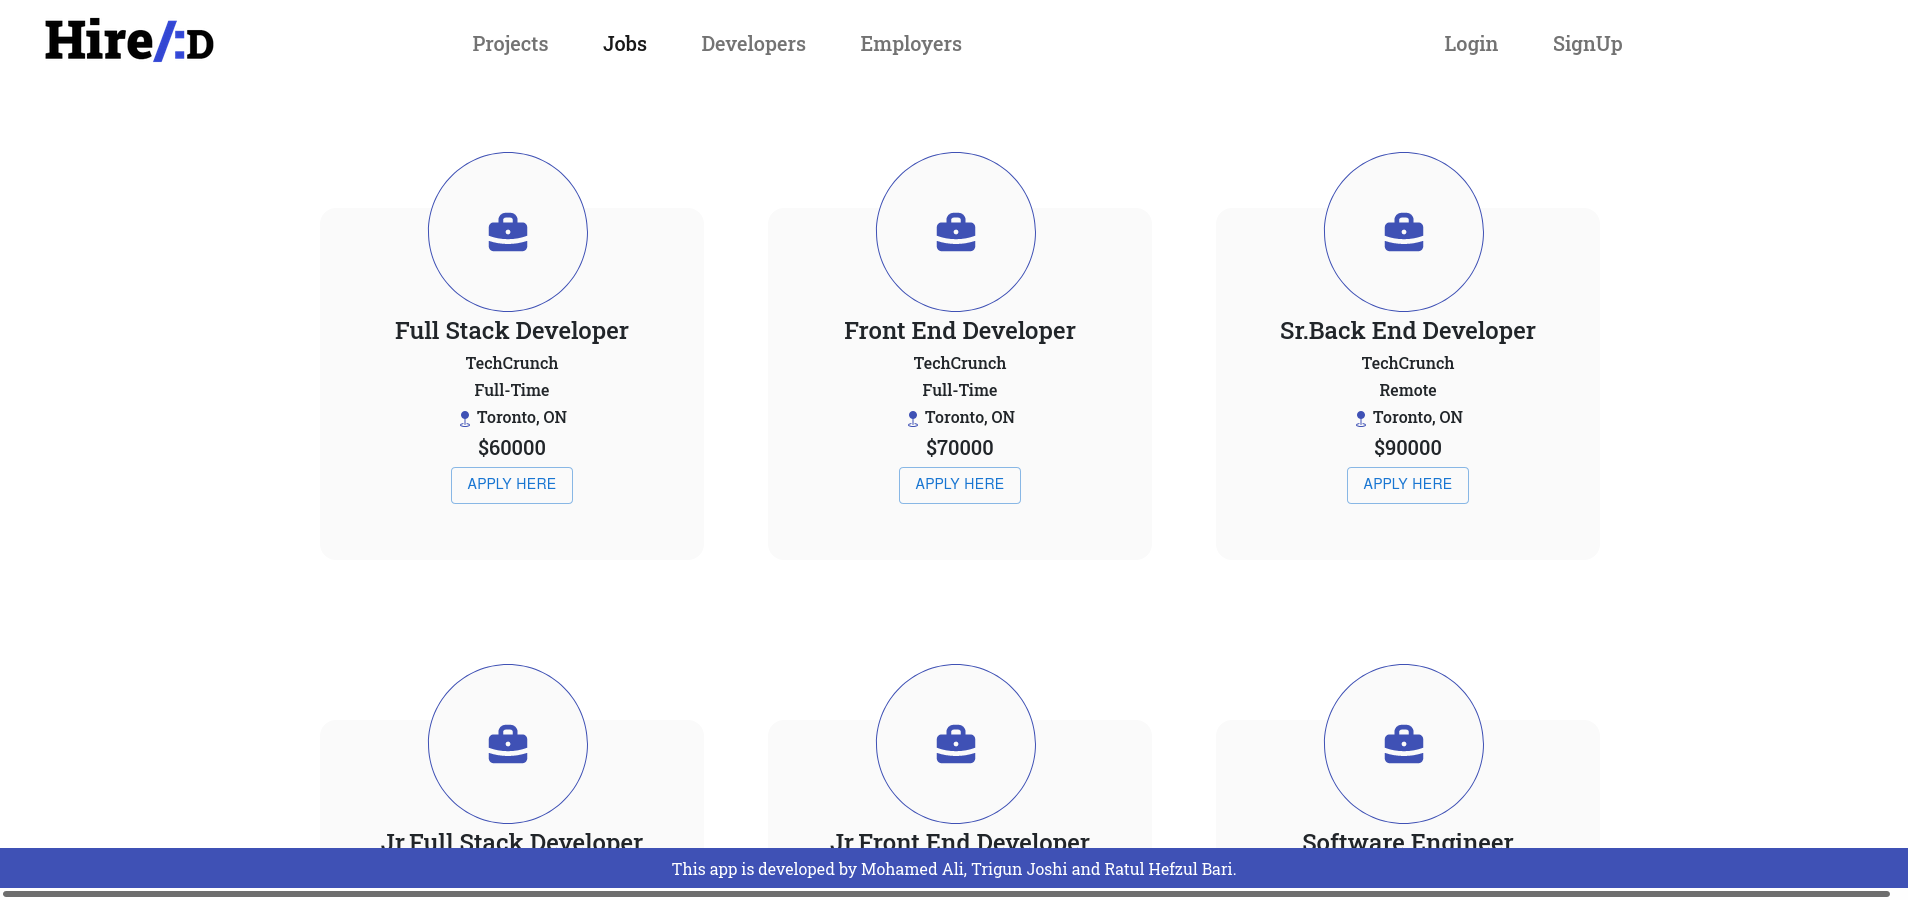 Hire/:D
Projects Jobs Developers Employers Login SignUp
Full Stack Developer
TechCrunch
Full-Time
Toronto, ON
$60000
APPLY HERE
Front End Developer
TechCrunch
Full-Time
Toronto, ON
$70000
APPLY HERE
Sr.Back End Developer
TechCrunch
Remote
Toronto, ON
$90000
APPLY HERE
Jr.Full Stack Developer
Jr.Front End Developer
Software Engineer
This app is developed by Mohamed Ali, Trigun Joshi and Ratul Hefzul Bari.